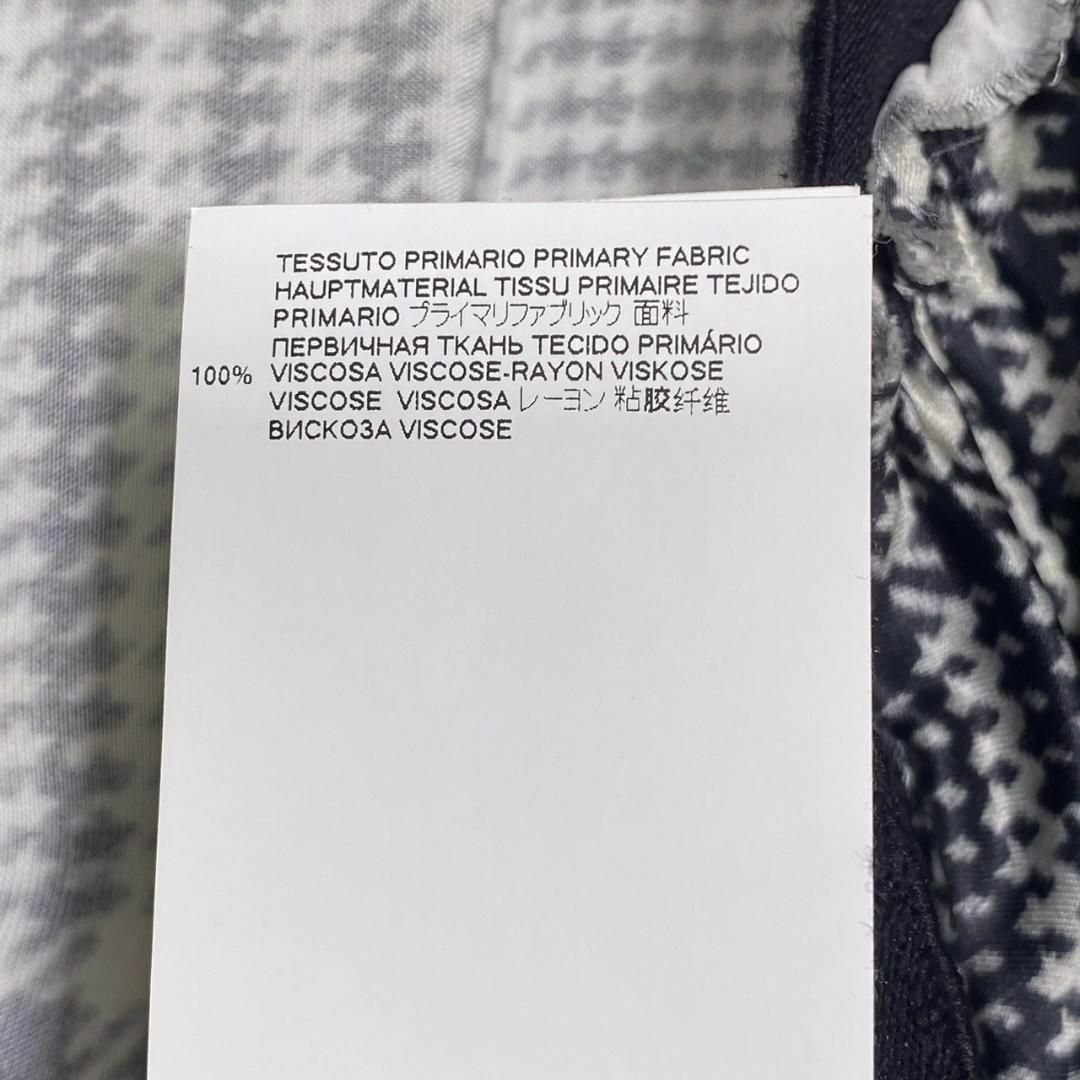 TESSUTO PRIMARIO PRIMARY FABRIC
HAUPTMATERIAL TISSU PRIMAIRE TEJIDO
PRIMARIO プライマリファブリック 面料
ПЕРВИЧНАЯ ТКАНЬ TECIDO PRIMÁRIO
100% VISCOSA VISCOSE-RAYON VISKOSE
VISCOSE VISCOSA レーヨン 粘胶纤维
ВИСКОЗА VISCOSE